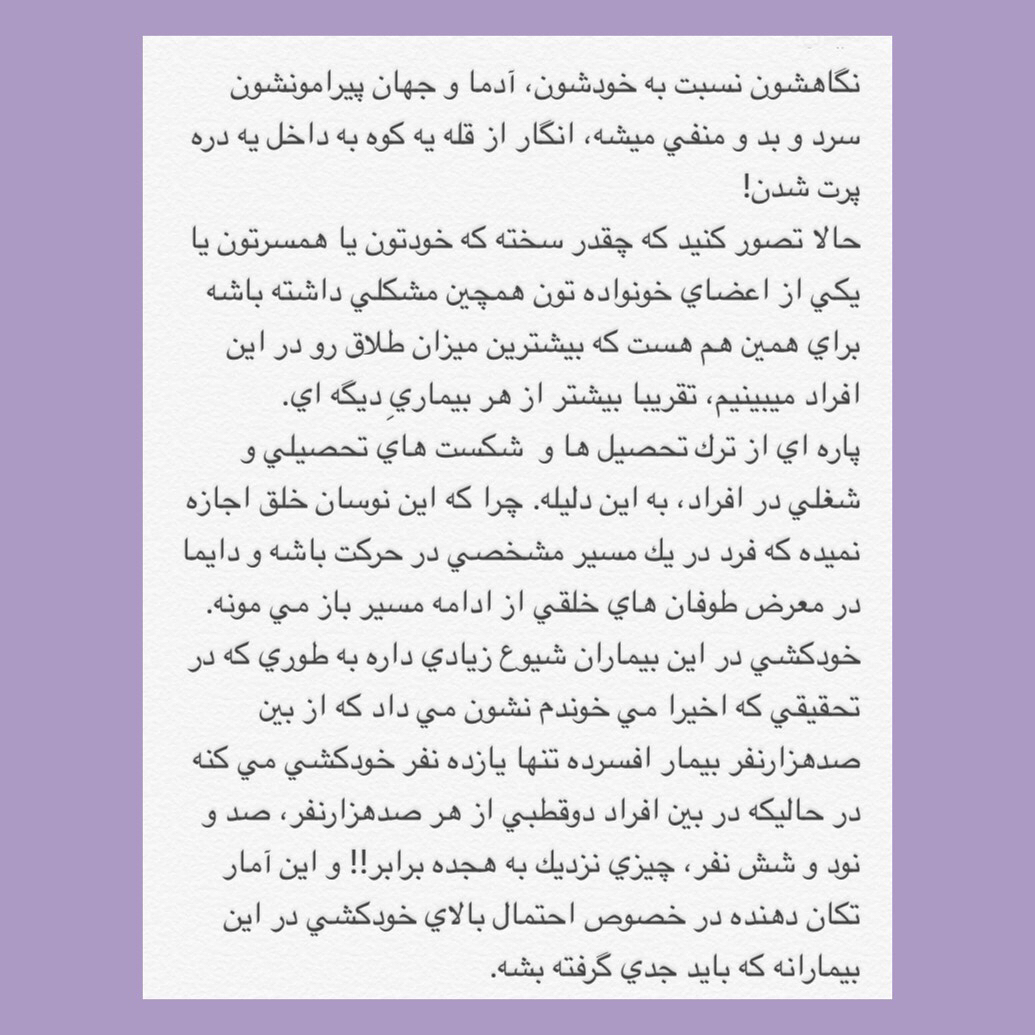 نگاهشون نسبت به خودشون، آدما و جهان پيرامونشون
سرد و بد و منفي ميشه، انگار از قله يه كوه به داخل يه دره
پرت شدن!
حالا تصور كنيد كه چقدر سخته كه خودتون يا همسرتون يا
يكي از اعضاي خونواده تون همچين مشكلي داشته باشه
براي همين هم هست كه بيشترين ميزان طلاق رو در اين
افراد ميبينيم، تقريبا بيشتر از هر بيماريِ ديگه اي.
پاره اي از ترك تحصيل ها و شكست هاي تحصيلي و
شغلي در افراد، به اين دليله. چرا كه اين نوسان خلق اجازه
نميده كه فرد در يك مسير مشخصي در حركت باشه و دايما
در معرض طوفان هاي خلقي از ادامه مسير باز مي مونه.
خودكشي در اين بيماران شيوع زيادي داره به طوري كه در
تحقيقي كه اخيرا مي خوندم نشون مي داد كه از بين
صدهزارنفر بيمار افسرده تنها يازده نفر خودكشي مي كنه
در حاليكه در بين افراد دوقطبي از هر صدهزارنفر، صد و
نود و شش نفر، چيزي نزديك به هجده برابر!! و اين آمار
تكان دهنده در خصوص احتمال بالاي خودكشي در اين
بيمارانه كه بايد جدي گرفته بشه.